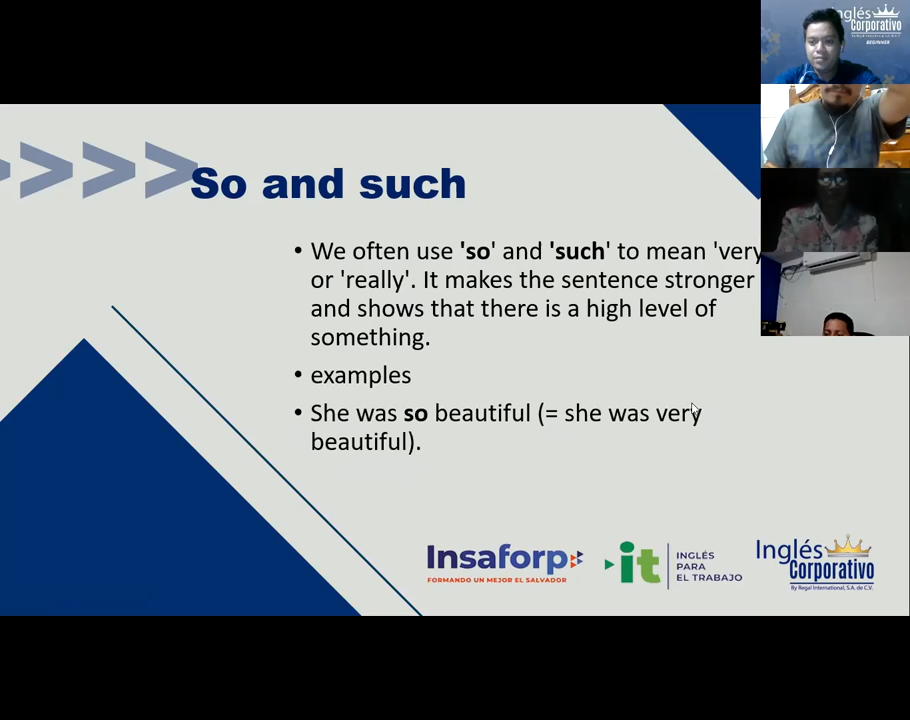 Inglés
Corporativo
BEGINNER
>>>>
So and such
• We often use 'so' and 'such' to mean 'very
or 'really'. It makes the sentence stronger
and shows that there is a high level of
something.
• examples
• She was so beautiful (= she was very
beautiful).
Insaforp
FORMANDO UN MEJOR EL SALVADOR
it
INGLÉS
PARA
EL TRABAJO
Inglés
Corporativo
By Regal International, S.A. de C.V.